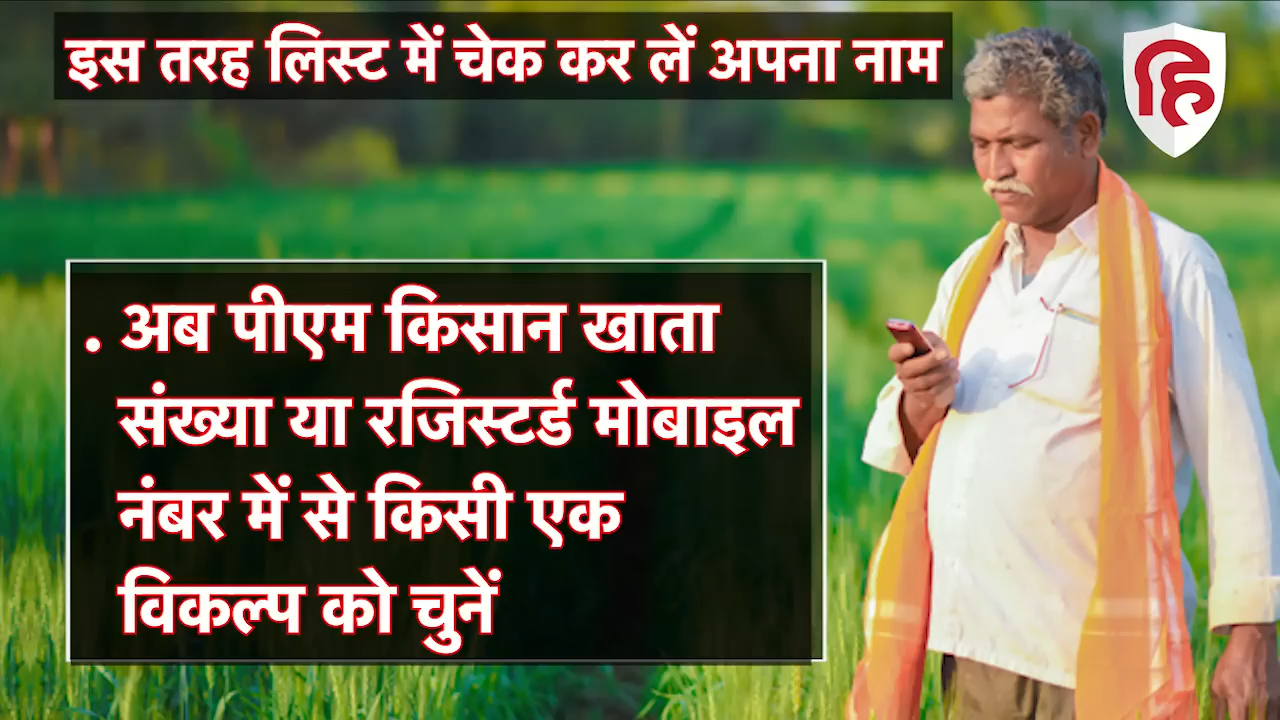 इस तरह लिस्ट में चेक कर लें अपना नाम
हि
. अब पीएम किसान खाता
संख्या या रजिस्टर्ड मोबाइल
नंबर में से किसी एक
विकल्प को चुनें